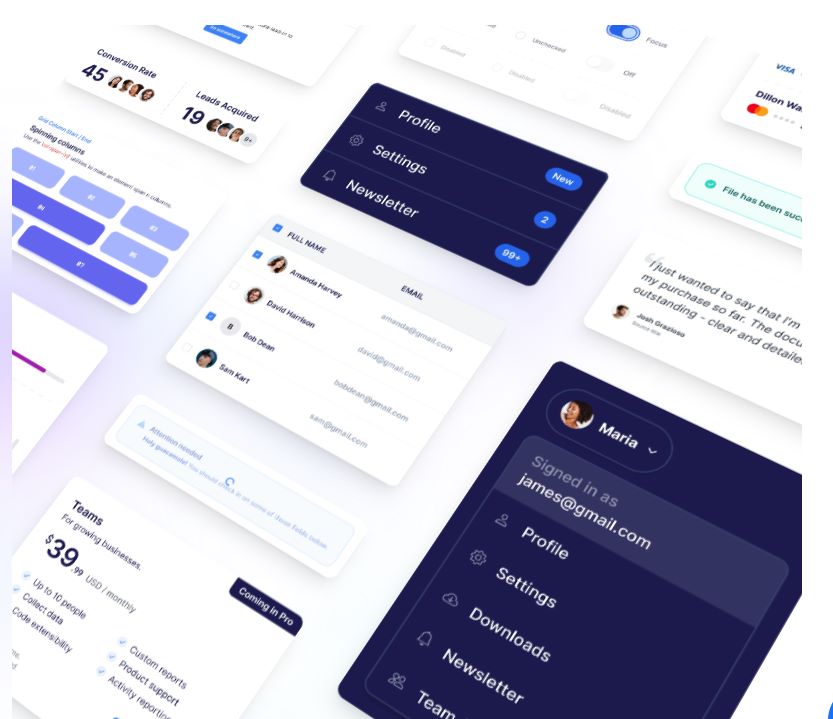 Conversion Rate
45
Leads Acquired
19
9+
Grid Column Start / End
Spinning columns
Use the utilities to make an element span n columns.
01
02
03
04
05
07
Disabled
Unchecked
Disabled
Focus
Off
Disabled
VISA
Dillon Wa
Profile
New
Settings
2
Newsletter
99+
File has been succ
FULL NAME
EMAIL
Amanda Harvey
amanda@gmail.com
David Harrison
david@gmail.com
B
Bob Dean
bobdean@gmail.com
Sam Kart
sam@gmail.com
"I just wanted to say that I'm
my purchase so far. The docu
outstanding - clear and detailed
Josh Grazioso
Attention needed
Holy guacamole! You should check in on some of those fields below.
Teams
For growing businesses.
$39.99 USD / monthly
Coming in Pro
Up to 10 people
Collect data
Code extensibility
Custom reports
Product support
Activity reporting
Maria
Signed in as
james@gmail.com
Profile
Settings
Downloads
Newsletter
Team